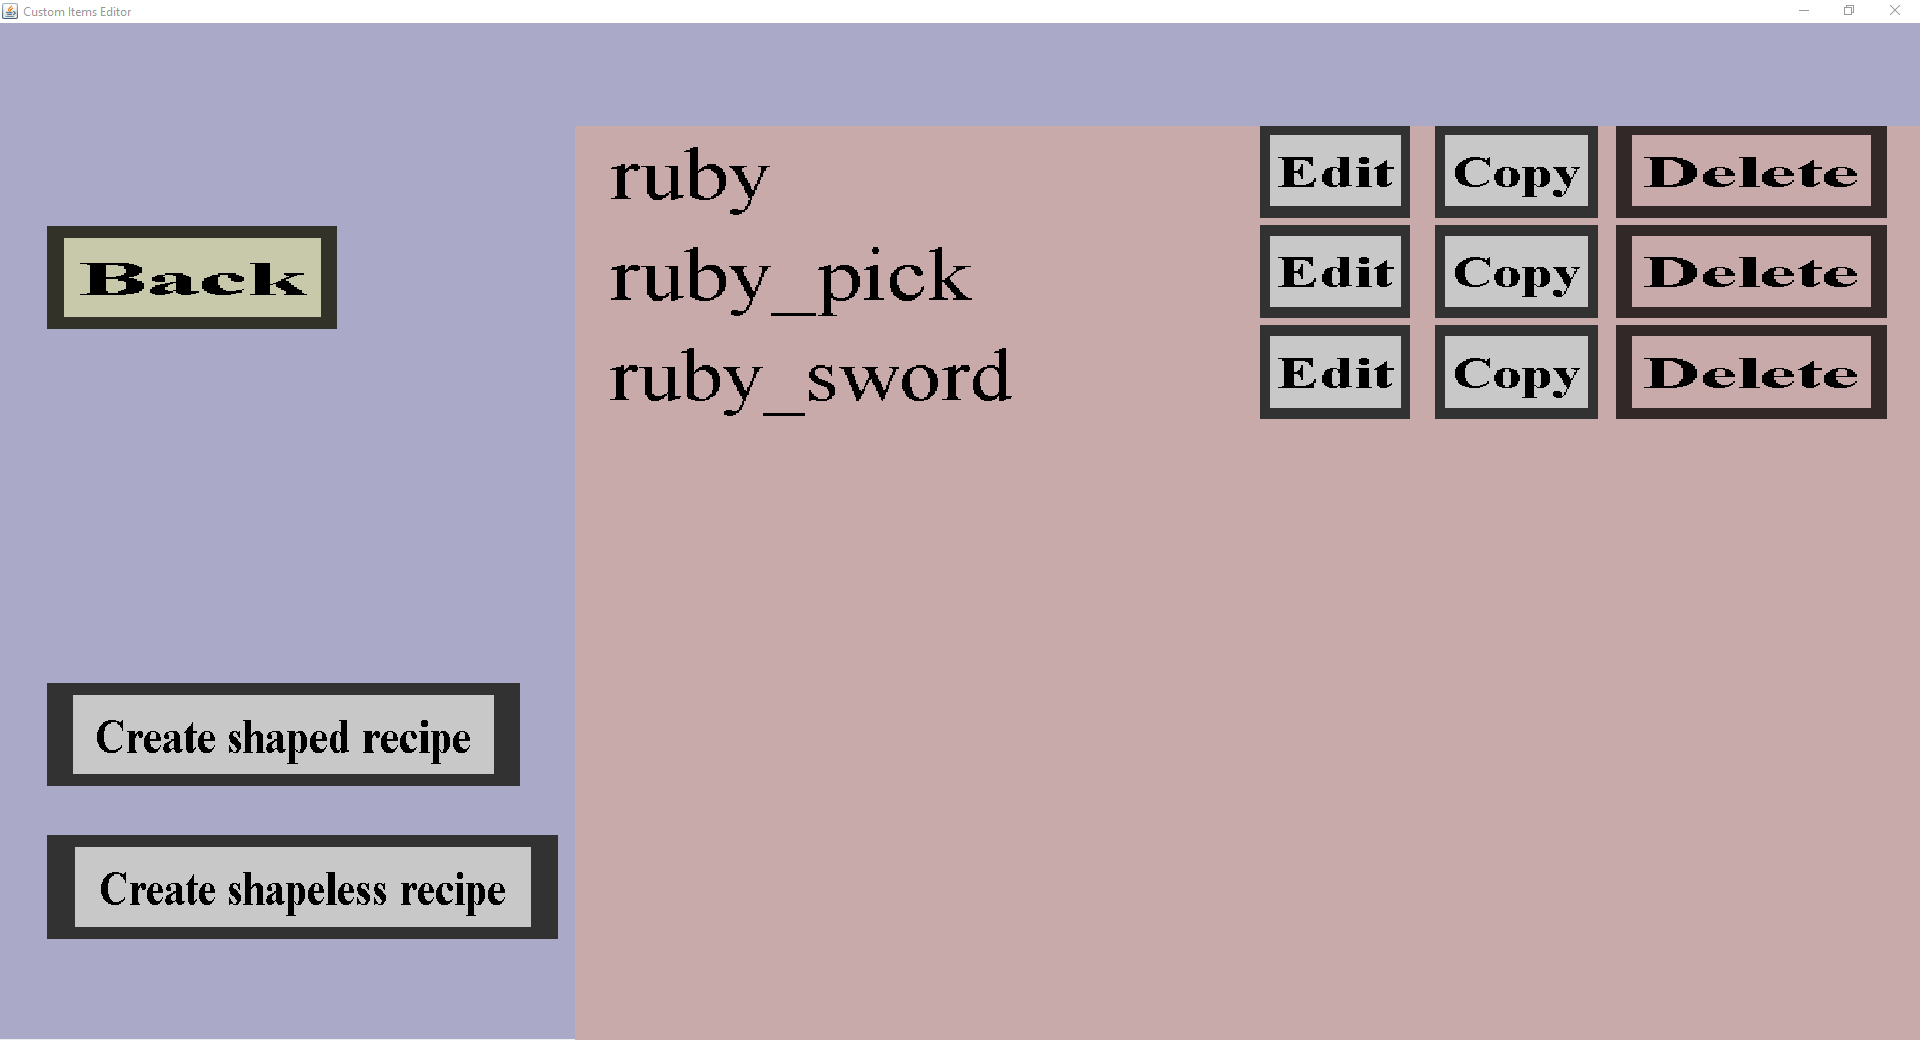 Custom Items Editor
ruby Edit Copy Delete
Back
ruby_pick Edit Copy Delete
ruby_sword Edit Copy Delete
Create shaped recipe
Create shapeless recipe